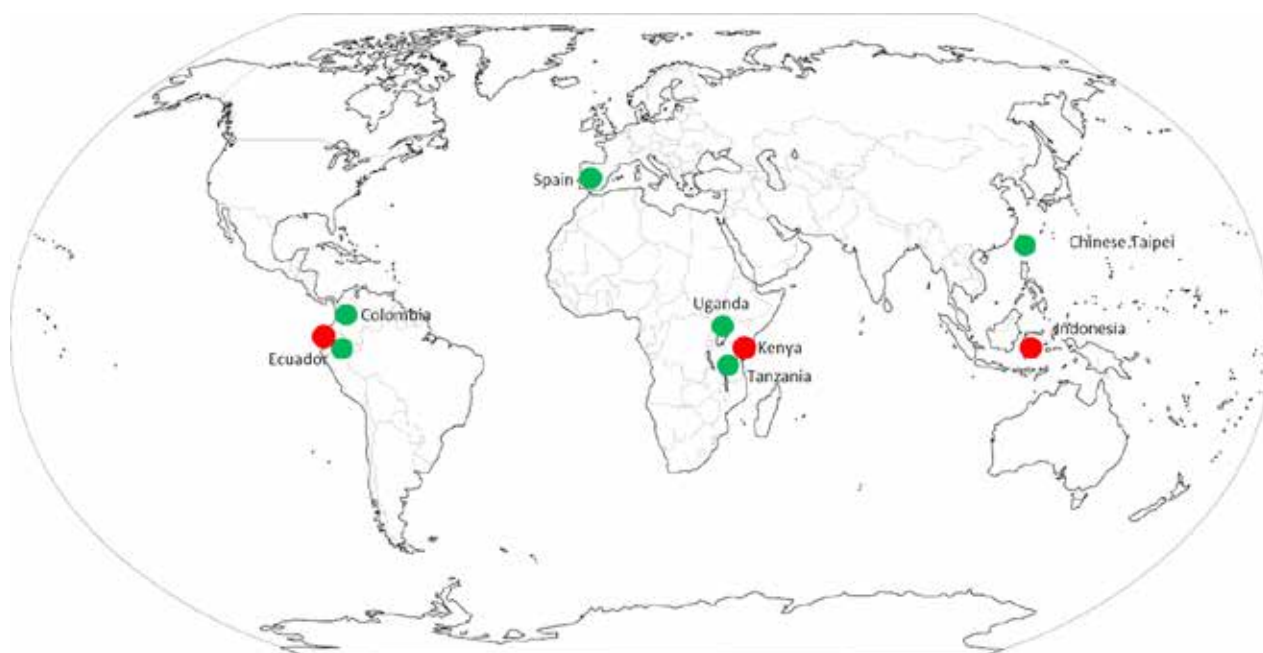 Spain
Chinese Taipei
Uganda
Colombia
Indonesia
Kenya
Ecuador
Tanzania